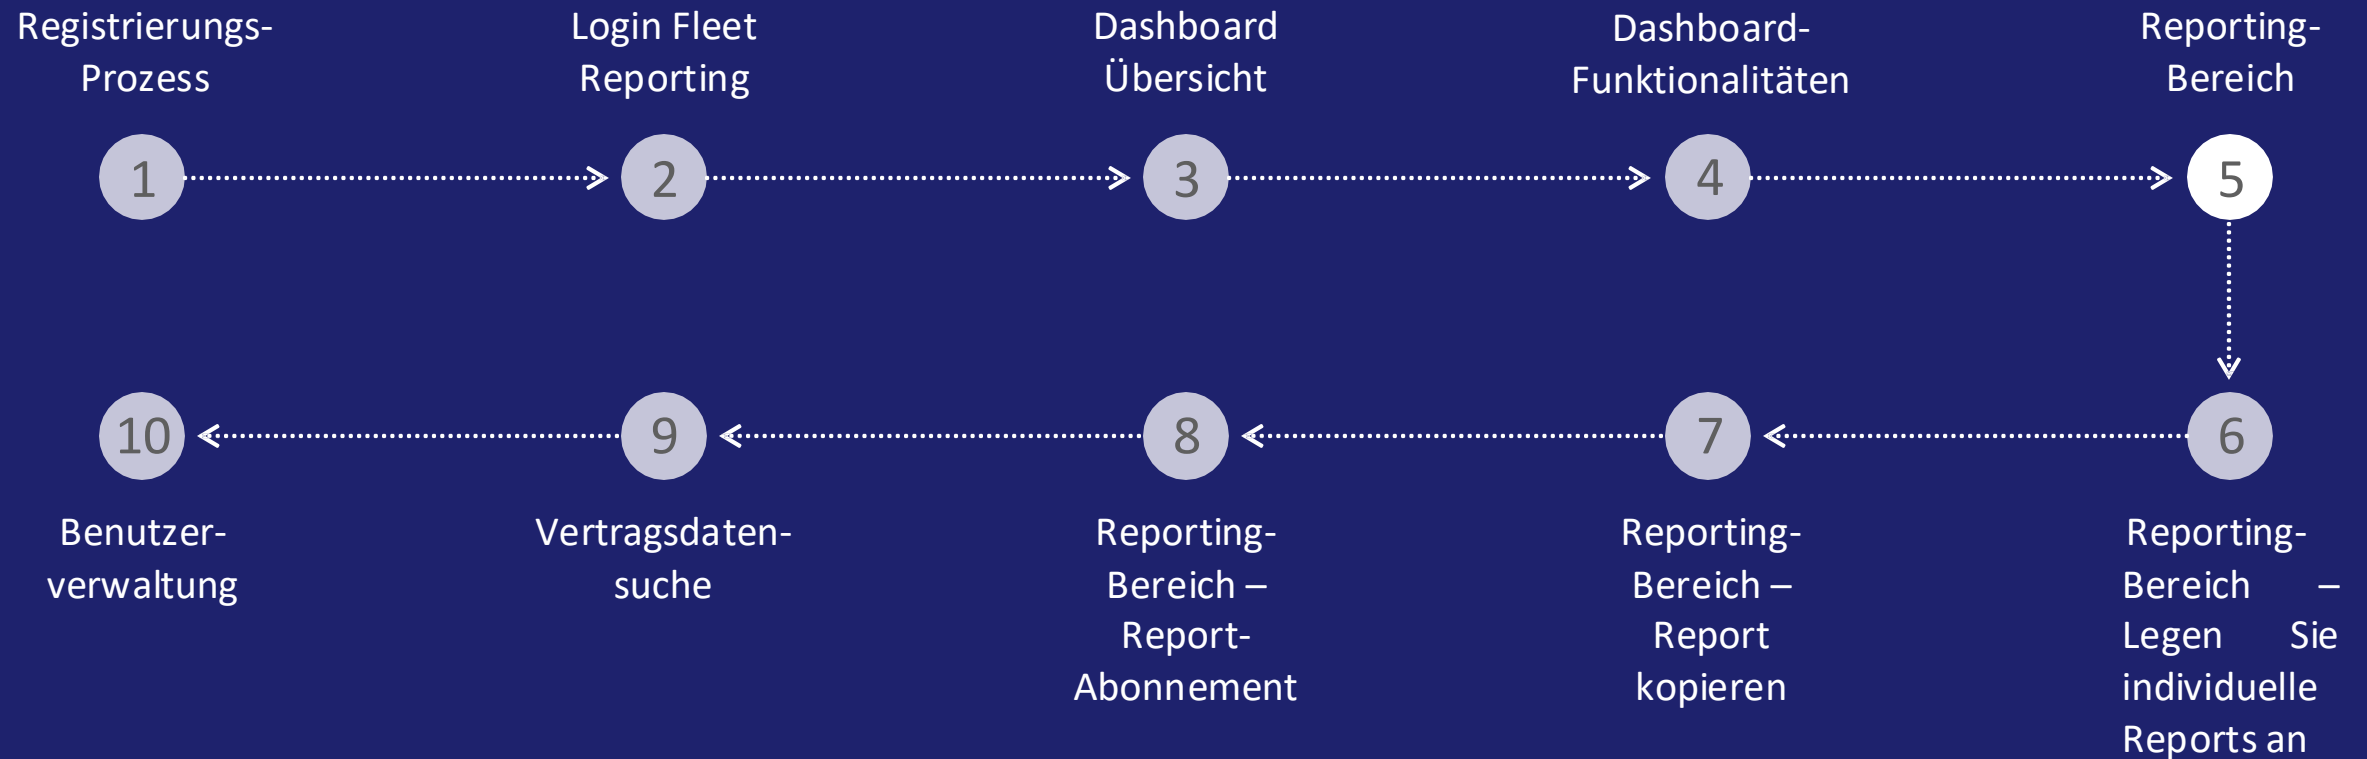 Registrierungs-
Prozess
Login Fleet
Reporting
Dashboard
Übersicht
Dashboard-
Funktionalitäten
Reporting-
Bereich
1
2
3
4
5
10
9
8
7
6
Benutzer-
verwaltung
Vertragsdaten-
suche
Reporting-
Bereich –
Report-
Abonnement
Reporting-
Bereich –
Report
kopieren
Reporting-
Bereich –
Legen Sie
individuelle
Reports an